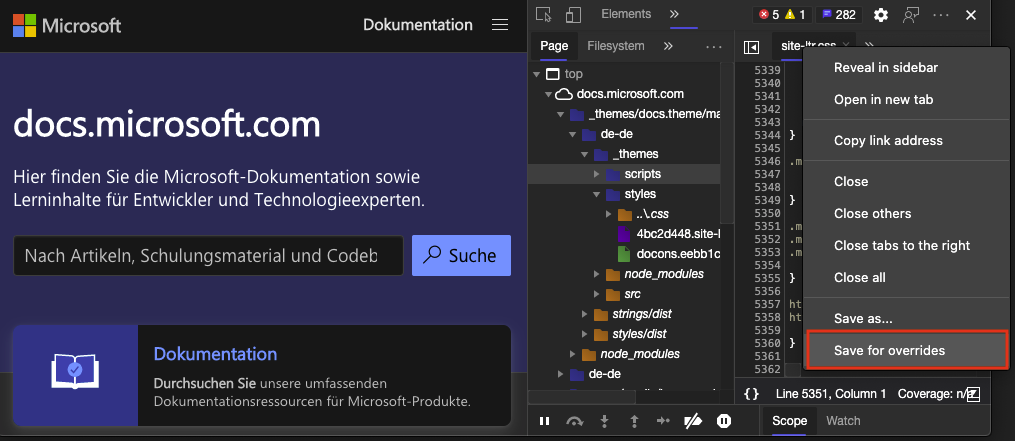 Microsoft
Dokumentation
docs.microsoft.com
Hier finden Sie die Microsoft-Dokumentation sowie
Lerninhalte für Entwickler und Technologieexperten.
Nach Artikeln, Schulungsmaterial und Codeb
Suche
Dokumentation
Durchsuchen Sie unsere umfassenden
Dokumentationsressourcen für Microsoft-Produkte.
Elements
5
1
282
Page
Filesystem
top
docs.microsoft.com
_themes/docs.theme/ma
de-de
_themes
scripts
styles
..\.css
4bc2d448.site-l
docons.eebb1c
node_modules
src
strings/dist
styles/dist
node_modules
de-de
site-ltr.css
5339
5340
5341
5342
5343
5344 }
5345
5346 .m
5347
5348
5349 }
5350
5351 .m
5352 .m
5353 .m
5354
5355 }
5356
5357 ht
5358 ht
5359
5360 }
5361
5362
{} Line 5351, Column 1 Coverage: n/
Scope
Watch
Reveal in sidebar
Open in new tab
Copy link address
Close
Close others
Close tabs to the right
Close all
Save as...
Save for overrides